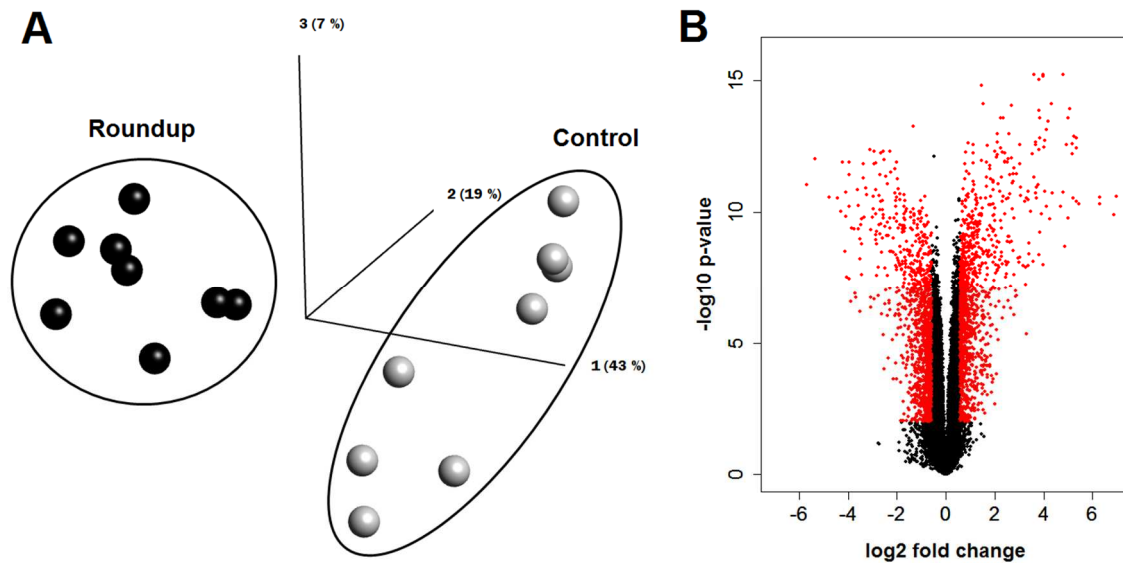 A
3 (7 %)
Roundup
Control
2 (19 %)
1 (43 %)
B
-log10 p-value
15
10
5
0
-6
-4
-2
0
2
4
6
log2 fold change